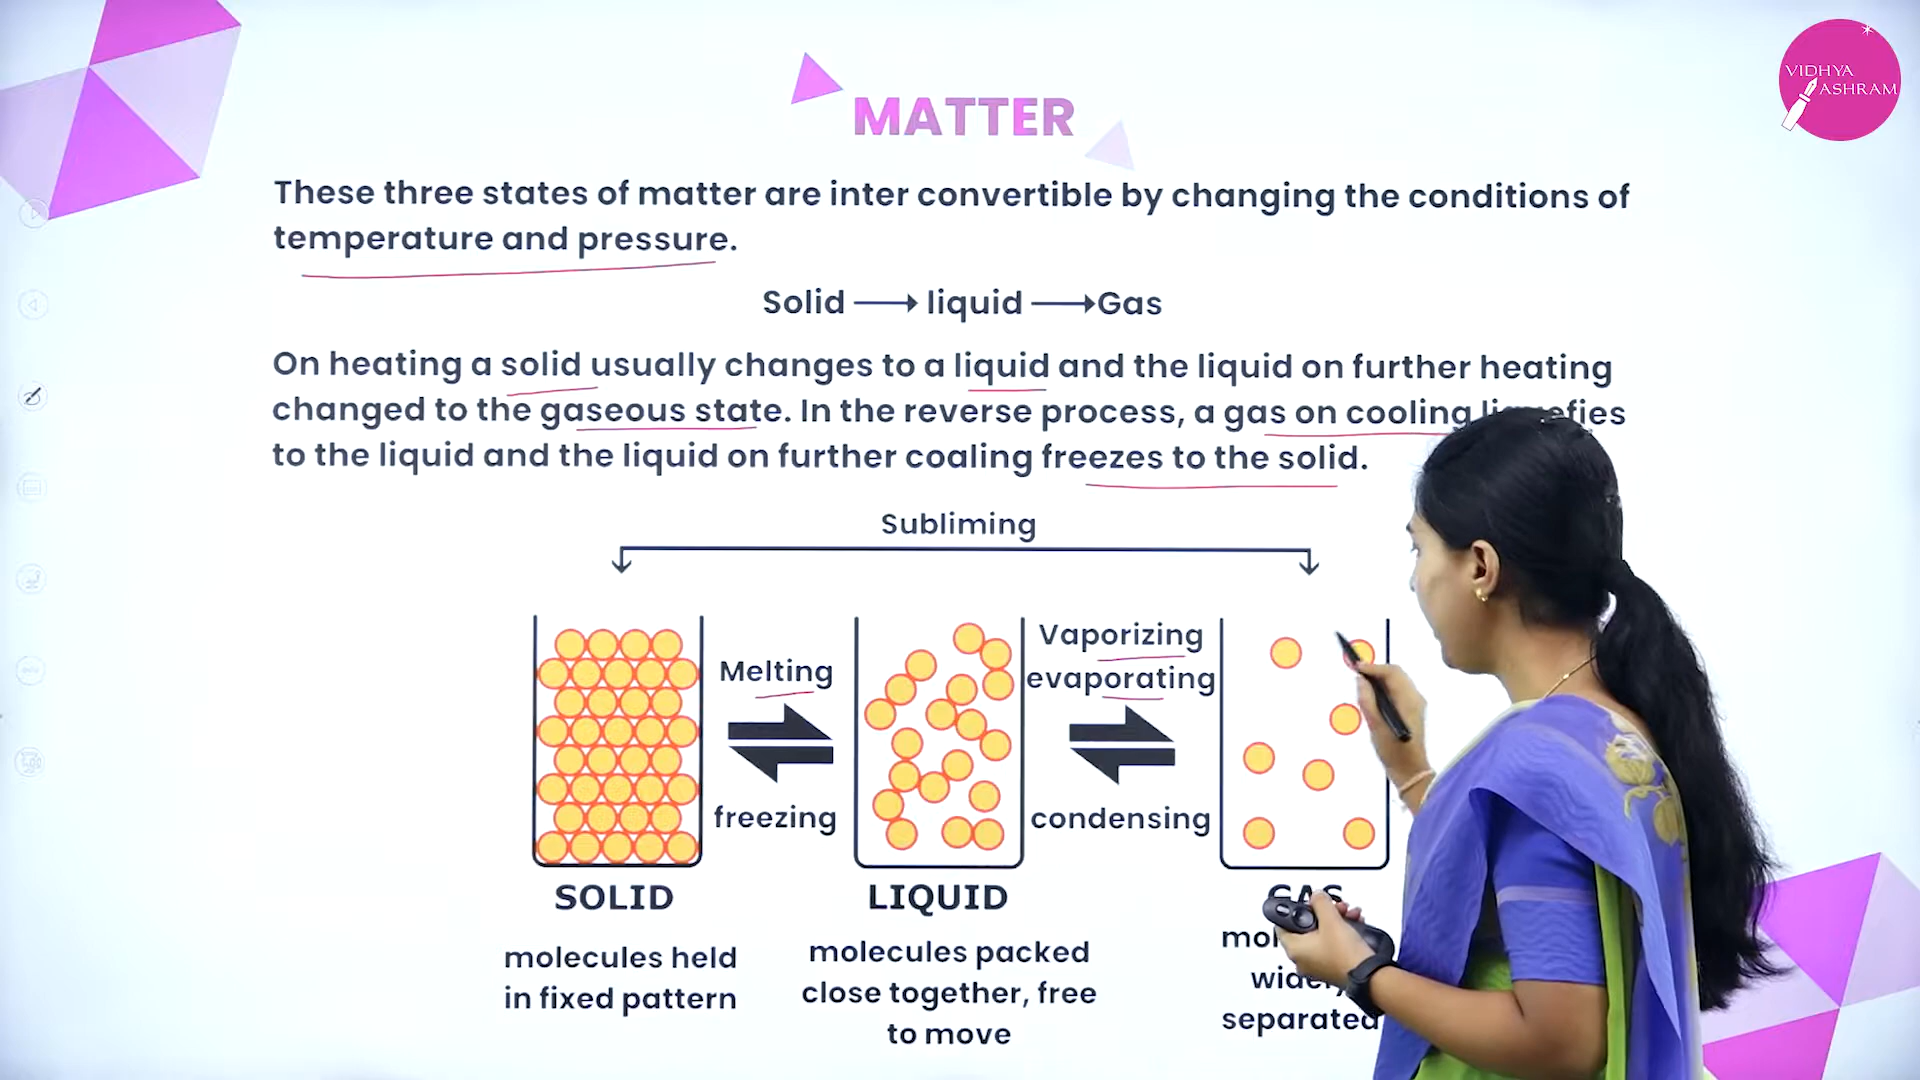 VIDHYA
ASHRAM
MATTER
These three states of matter are inter convertible by changing the conditions of
temperature and pressure.
Solid → liquid → Gas
On heating a solid usually changes to a liquid and the liquid on further heating
changed to the gaseous state. In the reverse process, a gas on cooling
to the liquid and the liquid on further coaling freezes to the solid.
Subliming
Melting
freezing
Vaporizing
evaporating
condensing
SOLID
LIQUID
GAS
molecules held
in fixed pattern
molecules packed
close together, free
to move
separated